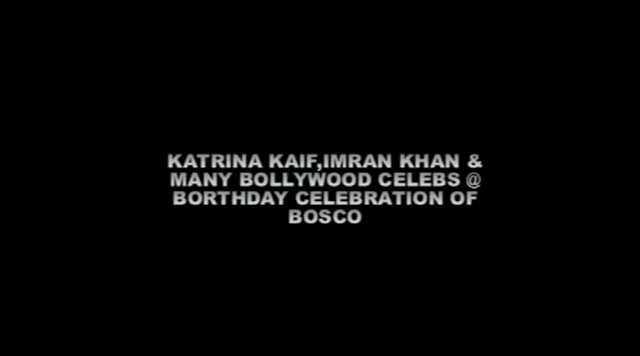 KATRINA KAIF,IMRAN KHAN &
MANY BOLLYWOOD CELEBS @
BORTHDAY CELEBRATION OF
BOSCO